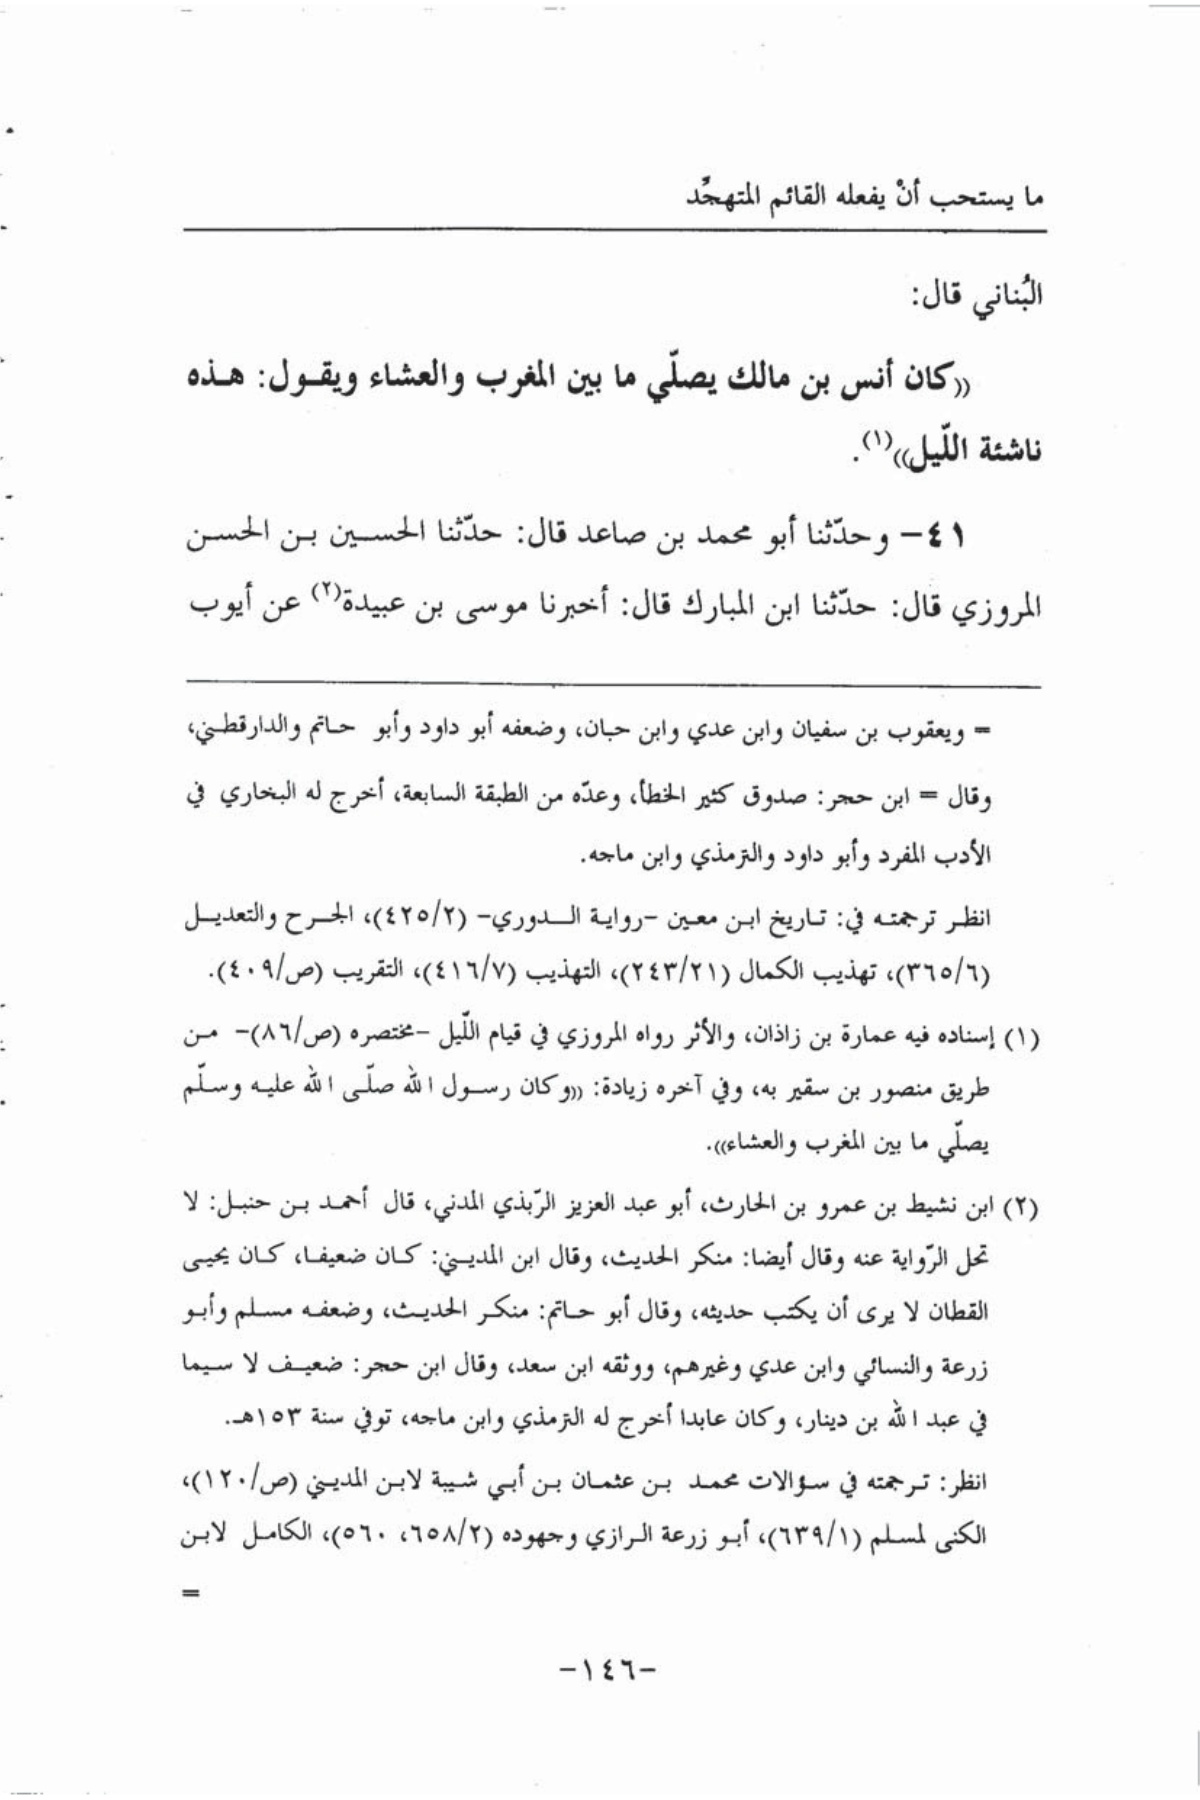 ما يستحب أنْ يفعله القائم المتهجِّد
البُناني قال:
((كان أنس بن مالك يصلّي ما بين المغرب والعشاء ويقول: هذه
ناشئة اللّيل))(١).
٤١– وحدّثنا أبو محمد بن صاعد قال: حدّثنا الحسين بن الحسن
المروزي قال: حدّثنا ابن المبارك قال: أخبرنا موسى بن عبيدة(٢) عن أيوب
= ويعقوب بن سفيان وابن عدي وابن حبان، وضعفه أبو داود وأبو حاتم والدارقطني،
وقال = ابن حجر: صدوق كثير الخطأ، وعدّه من الطبقة السابعة، أخرج له البخاري في
الأدب المفرد وأبو داود والترمذي وابن ماجه.
انظر ترجمته في: تاريخ ابن معين -رواية الدوري- (٤٢٥/٢)، الجرح والتعديل
(٣٦٥/٦)، تهذيب الكمال (٢٤٣/٢١)، التهذيب (٤١٦/٧)، التقريب (ص/٤٠٩).
(١) إسناده فيه عمارة بن زاذان، والأثر رواه المروزي في قيام اللّيل -مختصره (ص/٨٦)- من
طريق منصور بن سقير به، وفي آخره زيادة: ((وكان رسول الله صلّى الله عليه وسلّم
يصلّي ما بين المغرب والعشاء)).
(٢) ابن نشيط بن عمرو بن الحارث، أبو عبد العزيز الرّبذي المدني، قال أحمد بن حنبل: لا
تحل الرّواية عنه وقال أيضا: منكر الحديث، وقال ابن المديني: كان ضعيفا، كان يحيى
القطان لا يرى أن يكتب حديثه، وقال أبو حاتم: منكر الحديث، وضعفه مسلم وأبو
زرعة والنسائي وابن عدي وغيرهم، ووثقه ابن سعد، وقال ابن حجر: ضعيف لا سيما
في عبد الله بن دينار، وكان عابدا أخرج له الترمذي وابن ماجه، توفي سنة ١٥٣هـ.
انظر: ترجمته في سؤالات محمد بن عثمان بن أبي شيبة لابن المديني (ص/١٢٠)،
الكنى لمسلم (٦٣٩/١)، أبو زرعة الرازي وجهوده (٦٥٨/٢، ٥٦٠)، الكامل لابن
=
-١٤٦-